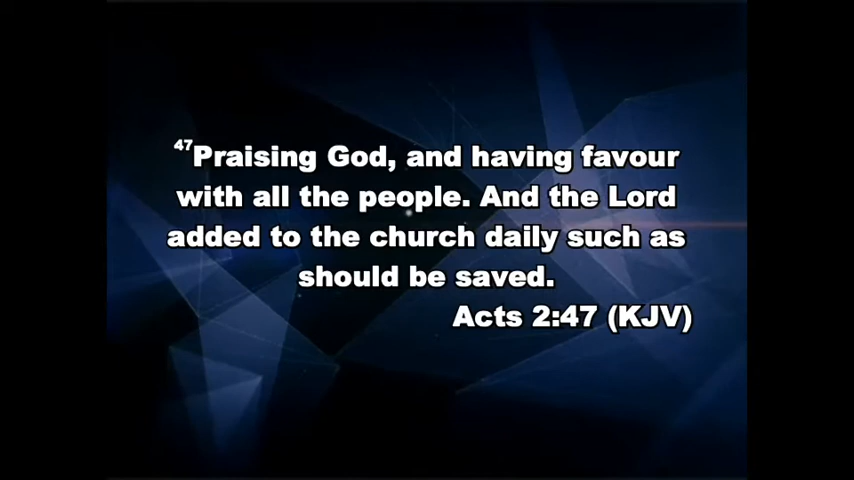 47Praising God, and having favour
with all the people. And the Lord
added to the church daily such as
should be saved.
Acts 2:47 (KJV)